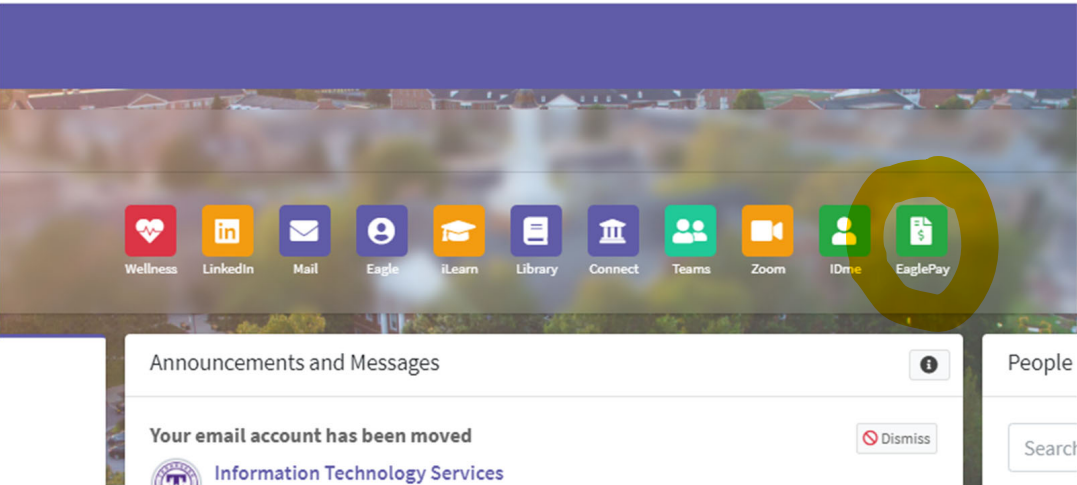 Wellness LinkedIn Mail Eagle iLearn Library Connect Teams Zoom IDme EaglePay
Announcements and Messages
People
Your email account has been moved
Dismiss
Information Technology Services
Search